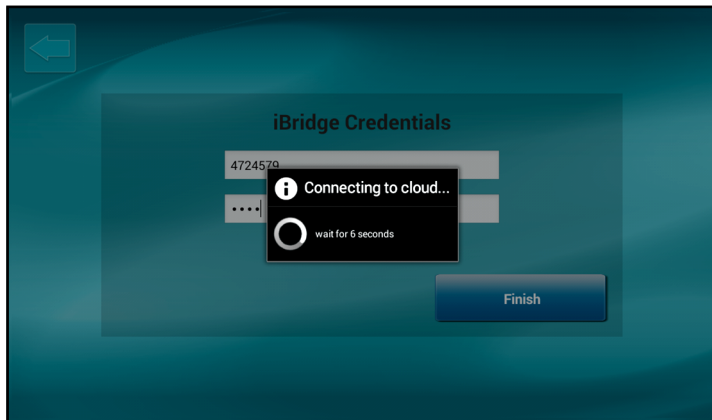 iBridge Credentials
4724579
Connecting to cloud...
wait for 6 seconds
Finish